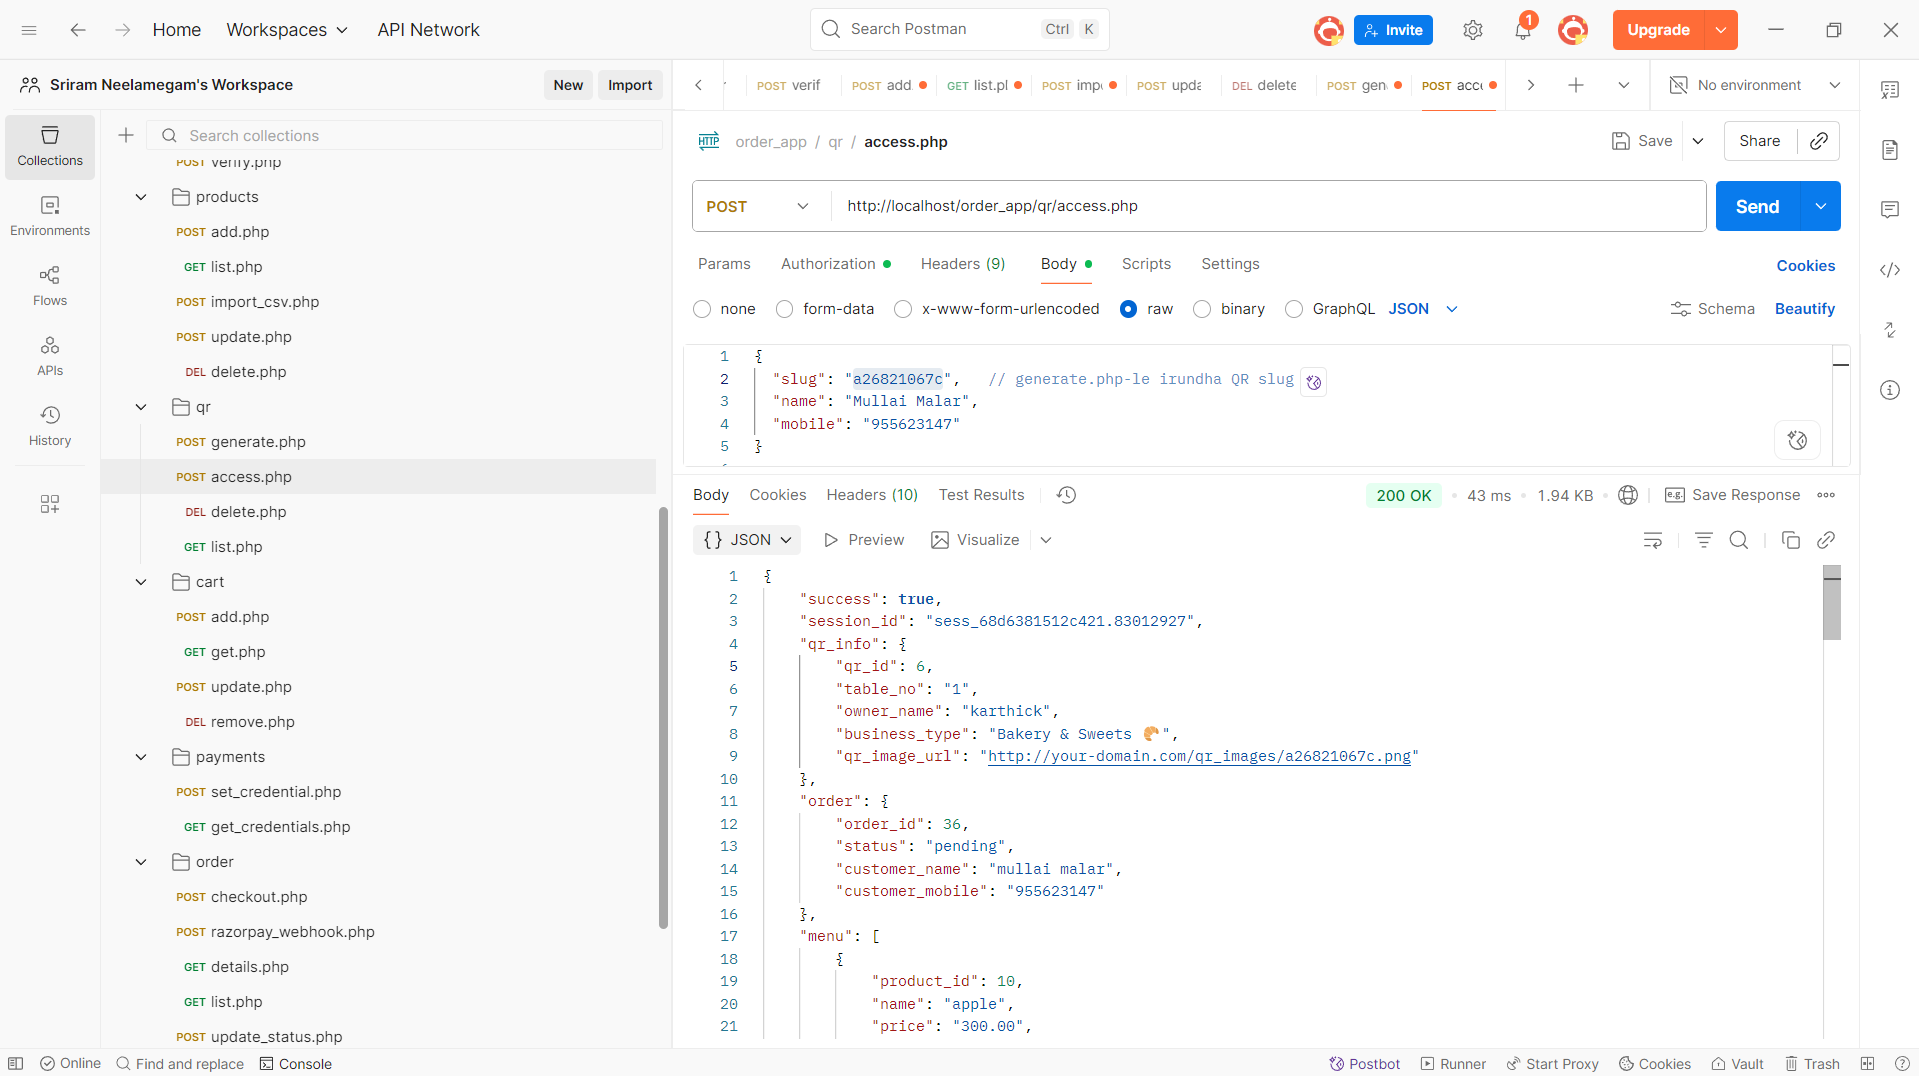 Home Workspaces API Network Search Postman Ctrl K Invite 1 Upgrade
Sriram Neelamegam's Workspace New Import
POST verif POST add. GET list.pl POST imp POST upda DEL delete POST gen POST acc No environment
Collections
Environments
Flows
APIs
History
Search collections
POST verify.php
products
POST add.php
GET list.php
POST import_csv.php
POST update.php
DEL delete.php
qr
POST generate.php
POST access.php
DEL delete.php
GET list.php
cart
POST add.php
GET get.php
POST update.php
DEL remove.php
payments
POST set_credential.php
GET get_credentials.php
order
POST checkout.php
POST razorpay_webhook.php
GET details.php
GET list.php
POST update_status.php
HTTP order_app / qr / access.php Save Share
POST http://localhost/order_app/qr/access.php Send
Params Authorization Headers (9) Body Scripts Settings Cookies
none form-data x-www-form-urlencoded raw binary GraphQL JSON Schema Beautify
1 {
2 "slug": "a26821067c", // generate.php-le irundha QR slug
3 "name": "Mullai Malar",
4 "mobile": "955623147"
5 }
Body Cookies Headers (10) Test Results 200 OK 43 ms 1.94 KB e.g. Save Response
{} JSON Preview Visualize
1 {
2 "success": true,
3 "session_id": "sess_68d6381512c421.83012927",
4 "qr_info": {
5 "qr_id": 6,
6 "table_no": "1",
7 "owner_name": "karthick",
8 "business_type": "Bakery & Sweets 🥐",
9 "qr_image_url": "http://your-domain.com/qr_images/a26821067c.png"
10 },
11 "order": {
12 "order_id": 36,
13 "status": "pending",
14 "customer_name": "mullai malar",
15 "customer_mobile": "955623147"
16 },
17 "menu": [
18 {
19 "product_id": 10,
20 "name": "apple",
21 "price": "300.00",
Online Find and replace Console Postbot Runner Start Proxy Cookies Vault Trash